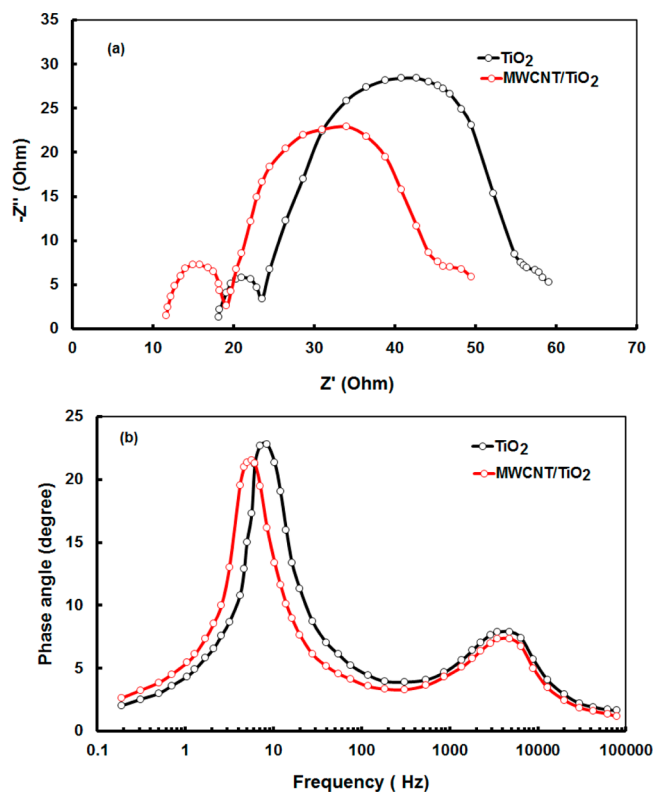 (a)
TiO2
MWCNT/TiO2
-Z'' (Ohm)
35
30
25
20
15
10
5
0
0 10 20 30 40 50 60 70
Z' (Ohm)
(b)
TiO2
MWCNT/TiO2
Phase angle (degree)
25
20
15
10
5
0
0.1 1 10 100 1000 10000 100000
Frequency ( Hz)